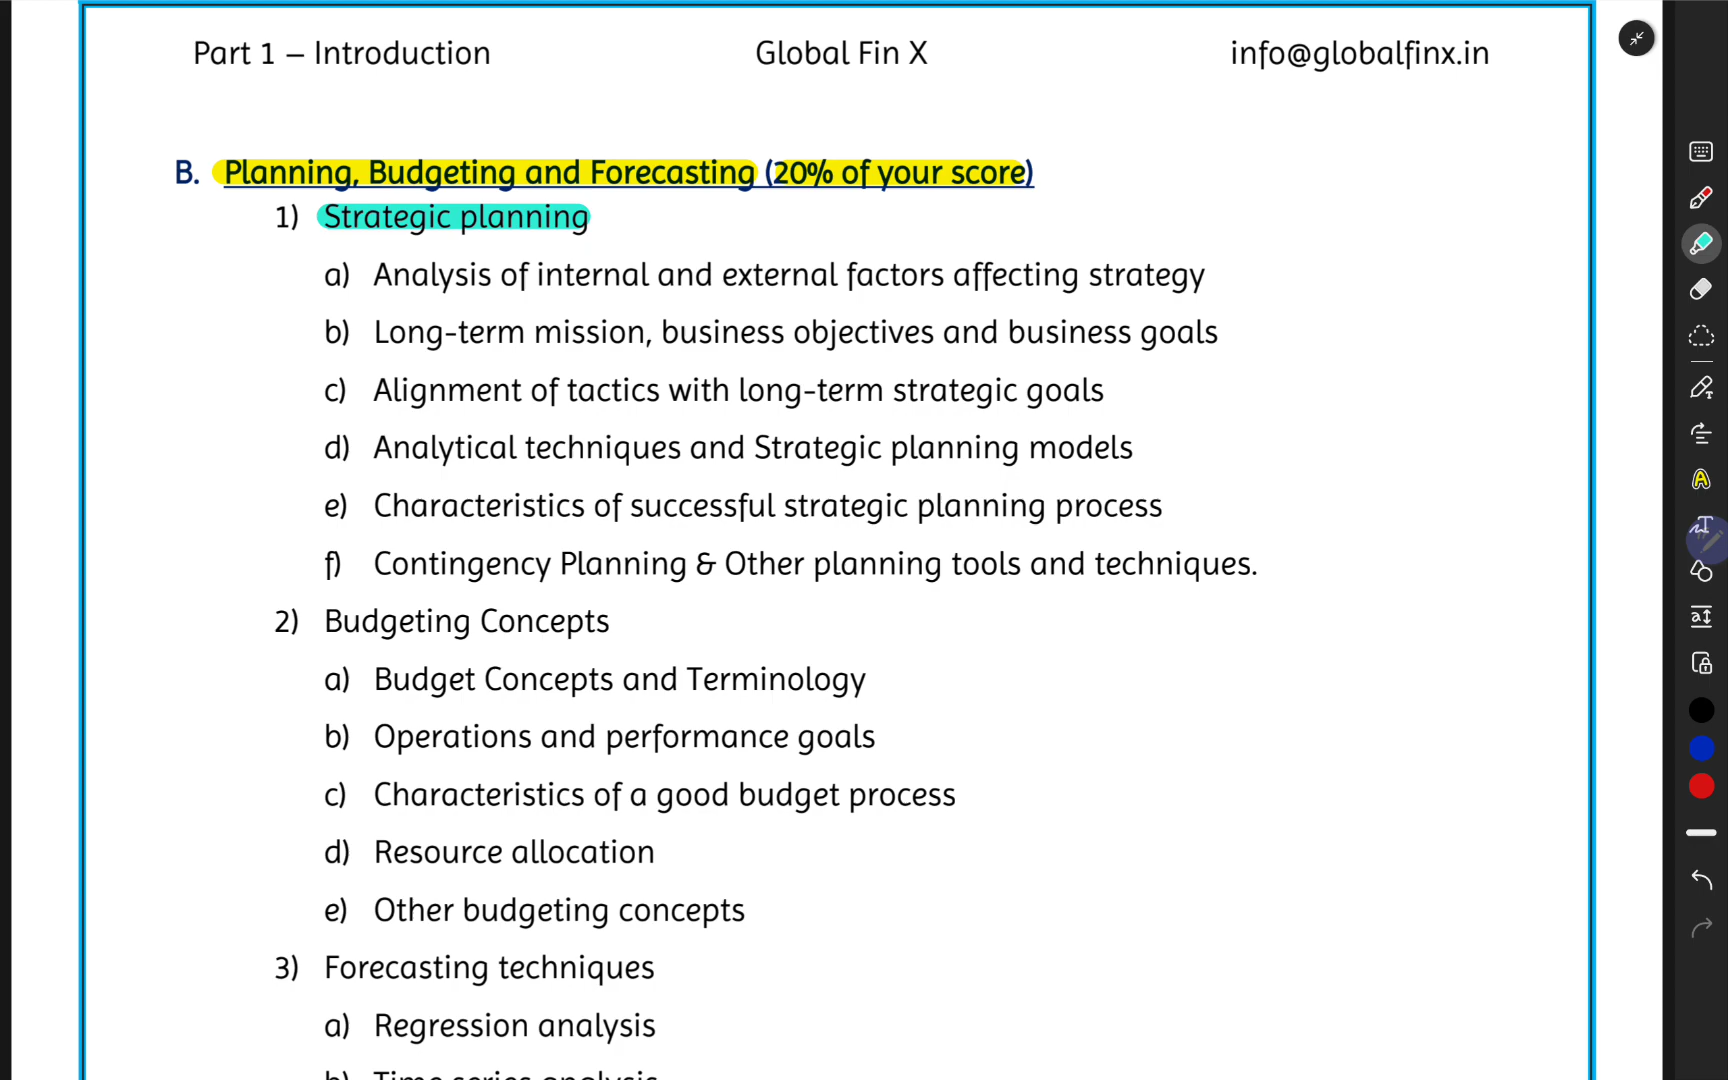 Part 1 – Introduction Global Fin X info@globalfinx.in
B. Planning, Budgeting and Forecasting (20% of your score)
1) Strategic planning
a) Analysis of internal and external factors affecting strategy
b) Long-term mission, business objectives and business goals
c) Alignment of tactics with long-term strategic goals
d) Analytical techniques and Strategic planning models
e) Characteristics of successful strategic planning process
f) Contingency Planning & Other planning tools and techniques.
2) Budgeting Concepts
a) Budget Concepts and Terminology
b) Operations and performance goals
c) Characteristics of a good budget process
d) Resource allocation
e) Other budgeting concepts
3) Forecasting techniques
a) Regression analysis
b) Time series analysis